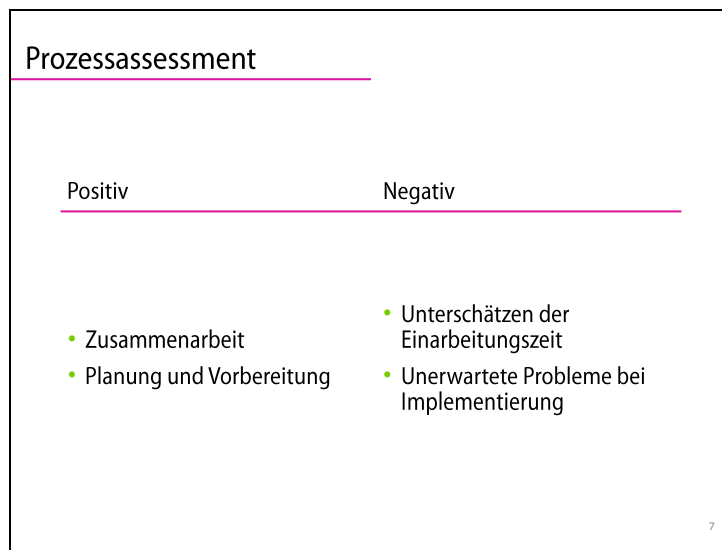 Prozessassessment
Positiv
Negativ
• Zusammenarbeit
• Planung und Vorbereitung
• Unterschätzen der
Einarbeitungszeit
• Unerwartete Probleme bei
Implementierung
7